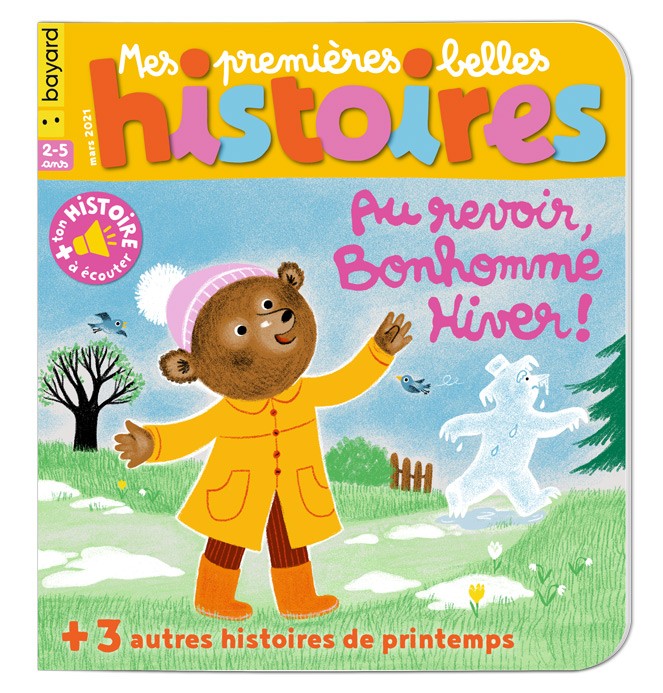 bayard
Mes premières belles
histoires
mars 2021
2-5
ans
+ ton HISTOIRE
à écouter
Au revoir,
Bonhomme
Hiver!
+ 3 autres histoires de printemps